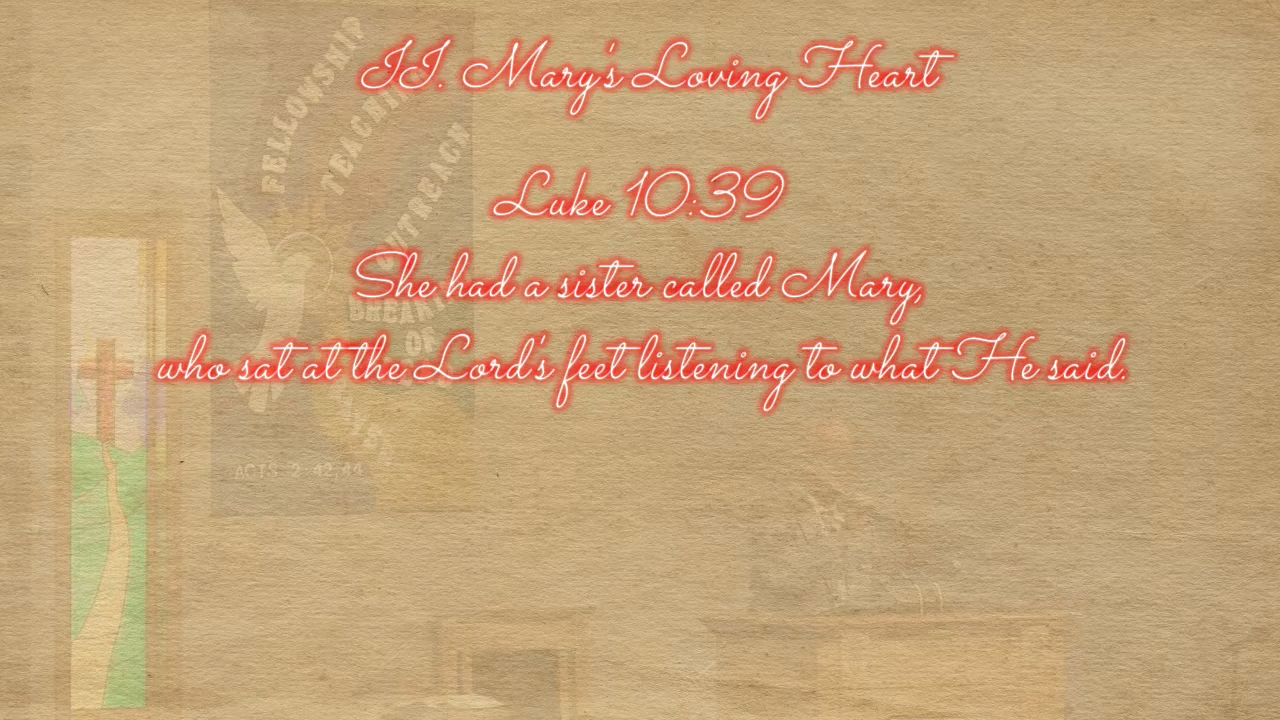 II. Mary's Loving Heart
Luke 10:39
She had a sister called Mary,
who sat at the Lord's feet listening to what He said.
FELLOWSHIP
TEACHING
OUTREACH
OF
ACTS 2:42,44